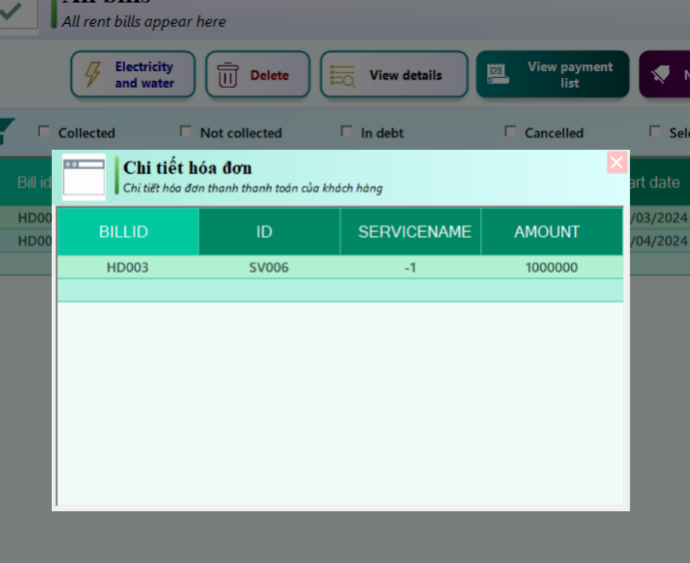 All bills
All rent bills appear here
Electricity
and water
Delete
View details
View payment
list
Collected
Not collected
In debt
Cancelled
Bill id
art date
HD00
/03/2024
HD00
/04/2024
Chi tiết hóa đơn
Chi tiết hóa đơn thanh thanh toán của khách hàng
BILLID ID SERVICENAME AMOUNT
HD003 SV006 -1 1000000